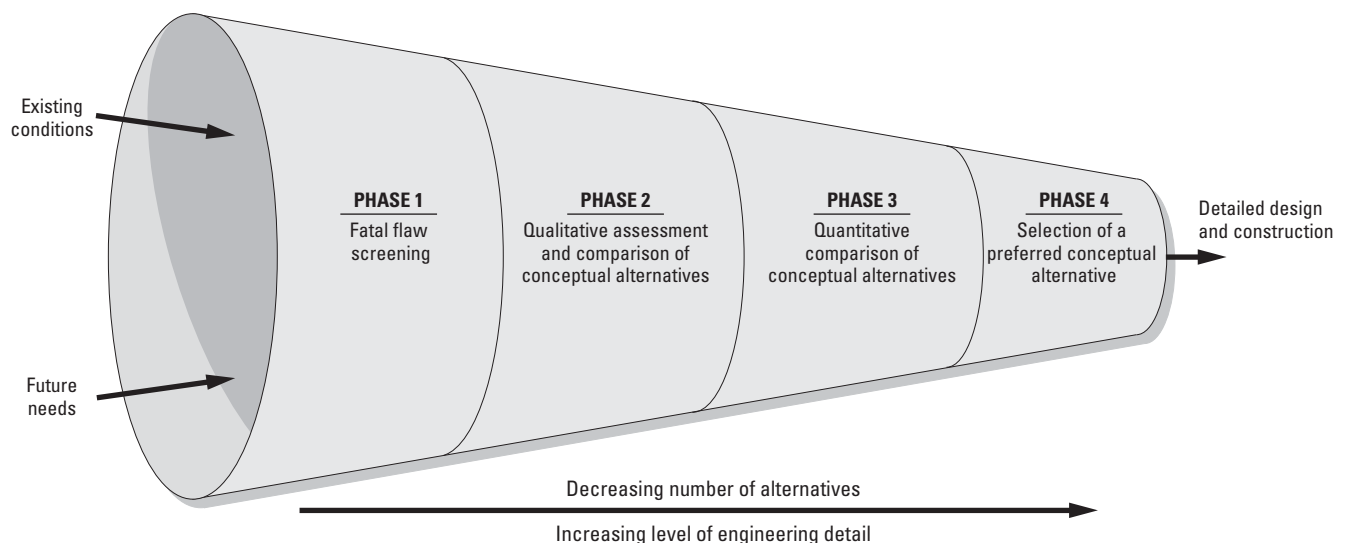 Existing
conditions
Future
needs
PHASE 1
Fatal flaw
screening
PHASE 2
Qualitative assessment
and comparison of
conceptual alternatives
PHASE 3
Quantitative
comparison of
conceptual alternatives
PHASE 4
Selection of a
preferred conceptual
alternative
Detailed design
and construction
Decreasing number of alternatives
Increasing level of engineering detail